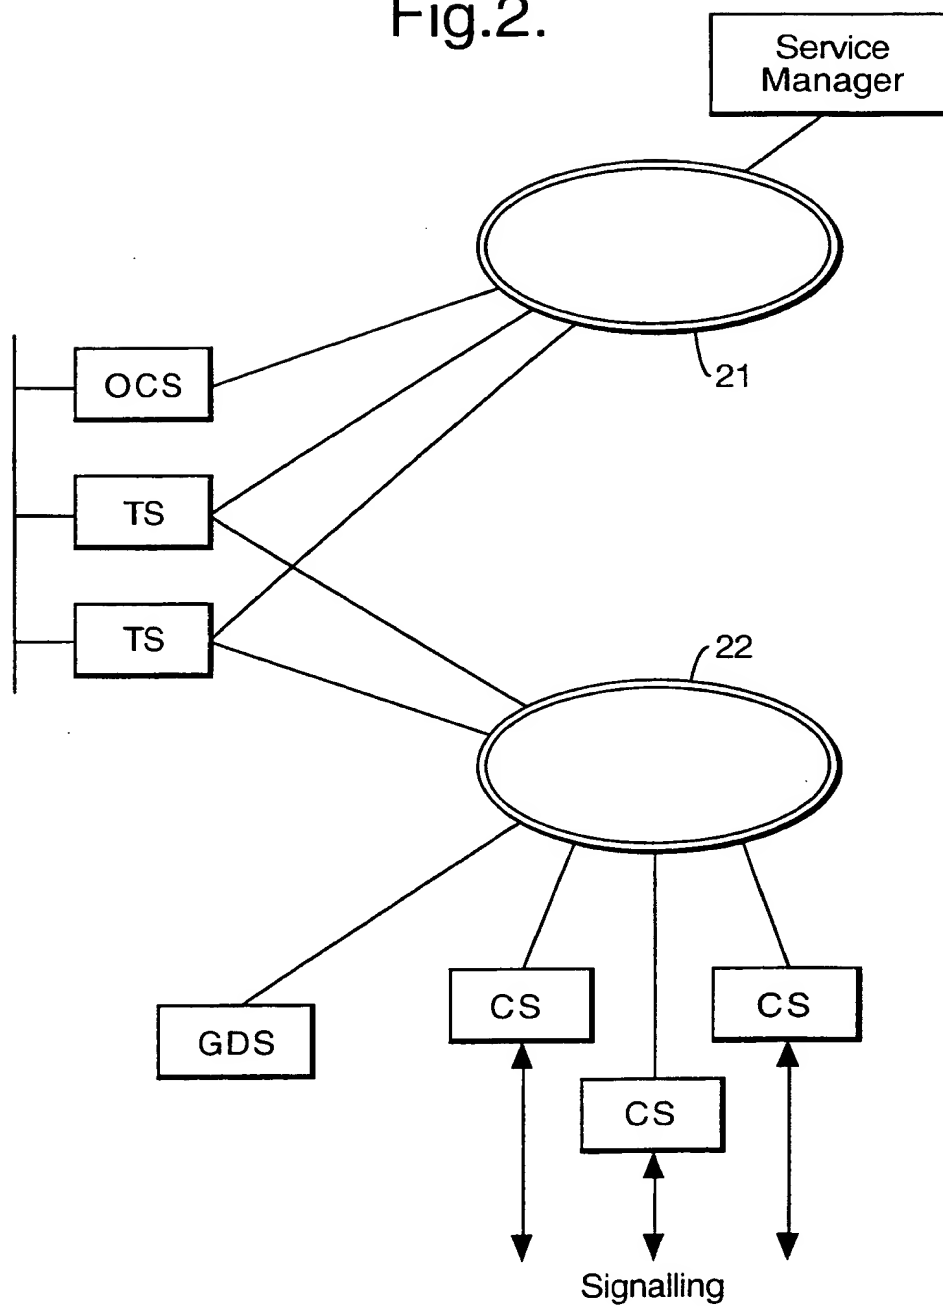 Fig.2.
Service
Manager
21
OCS
TS
TS
22
GDS
CS
CS
CS
Signalling